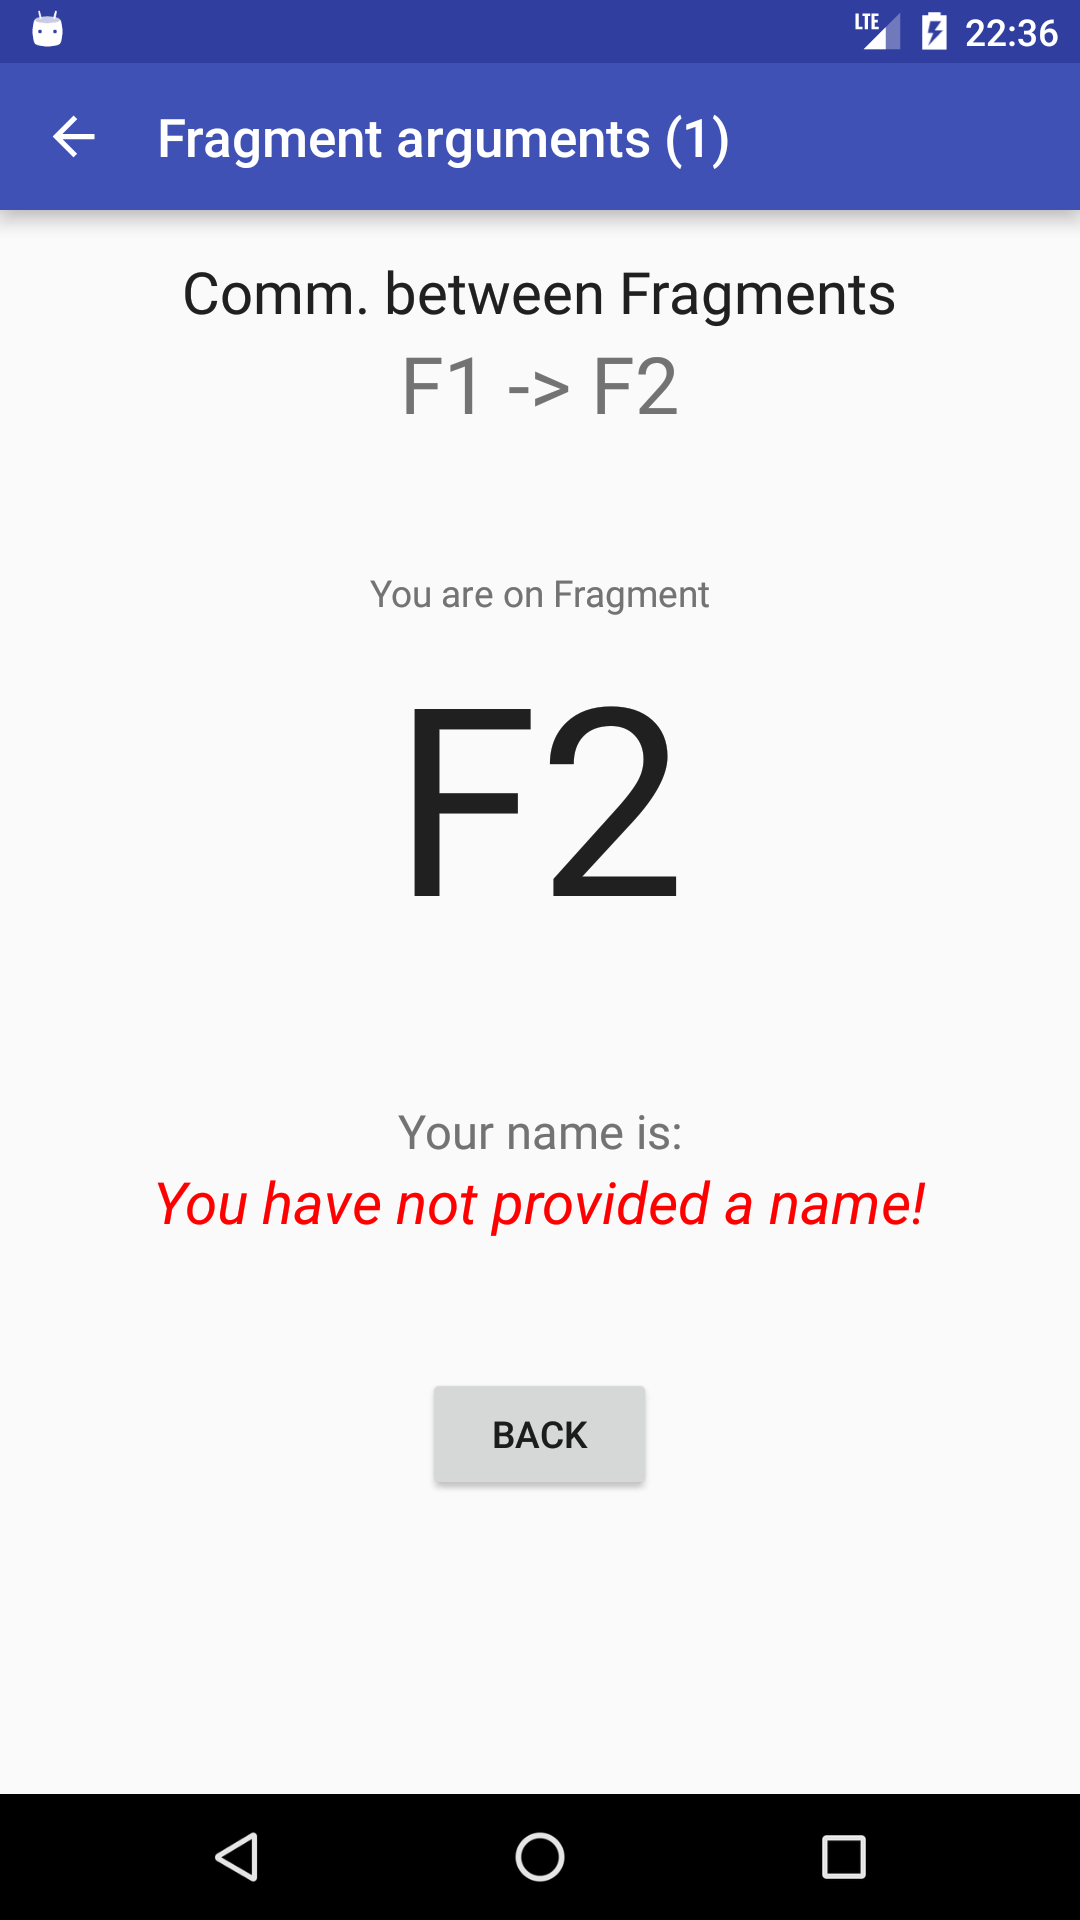 LTE 22:36
Fragment arguments (1)
Comm. between Fragments
F1 -> F2
You are on Fragment
F2
Your name is:
You have not provided a name!
BACK